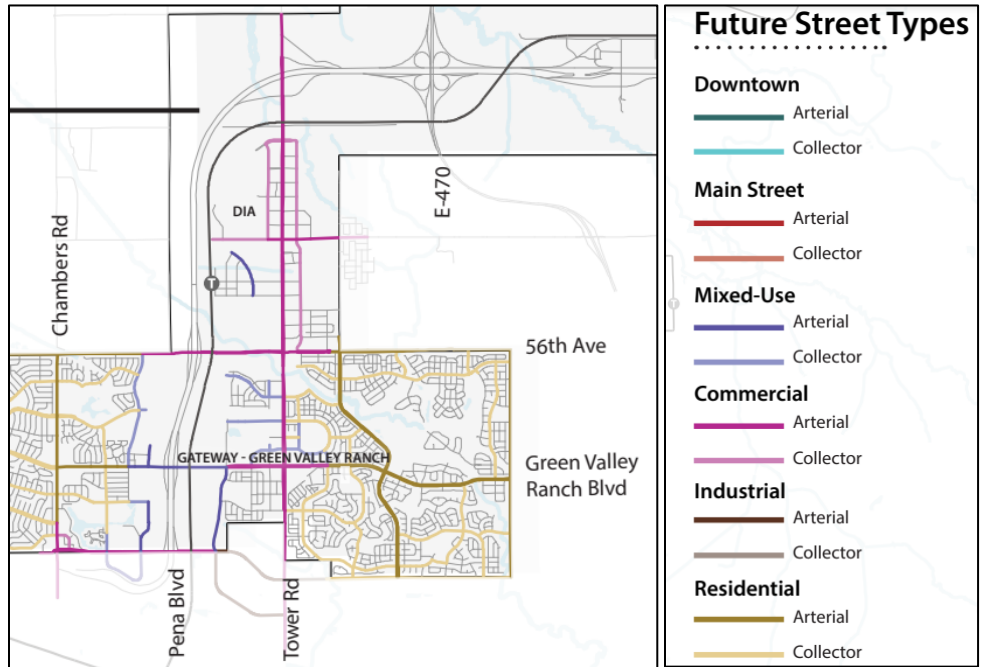 DIA
T
E-470
Chambers Rd
56th Ave
GATEWAY - GREEN VALLEY RANCH
Green Valley
Ranch Blvd
Pena Blvd
Tower Rd
Future Street Types
Downtown
Arterial
Collector
Main Street
Arterial
Collector
Mixed-Use
Arterial
Collector
Commercial
Arterial
Collector
Industrial
Arterial
Collector
Residential
Arterial
Collector
T